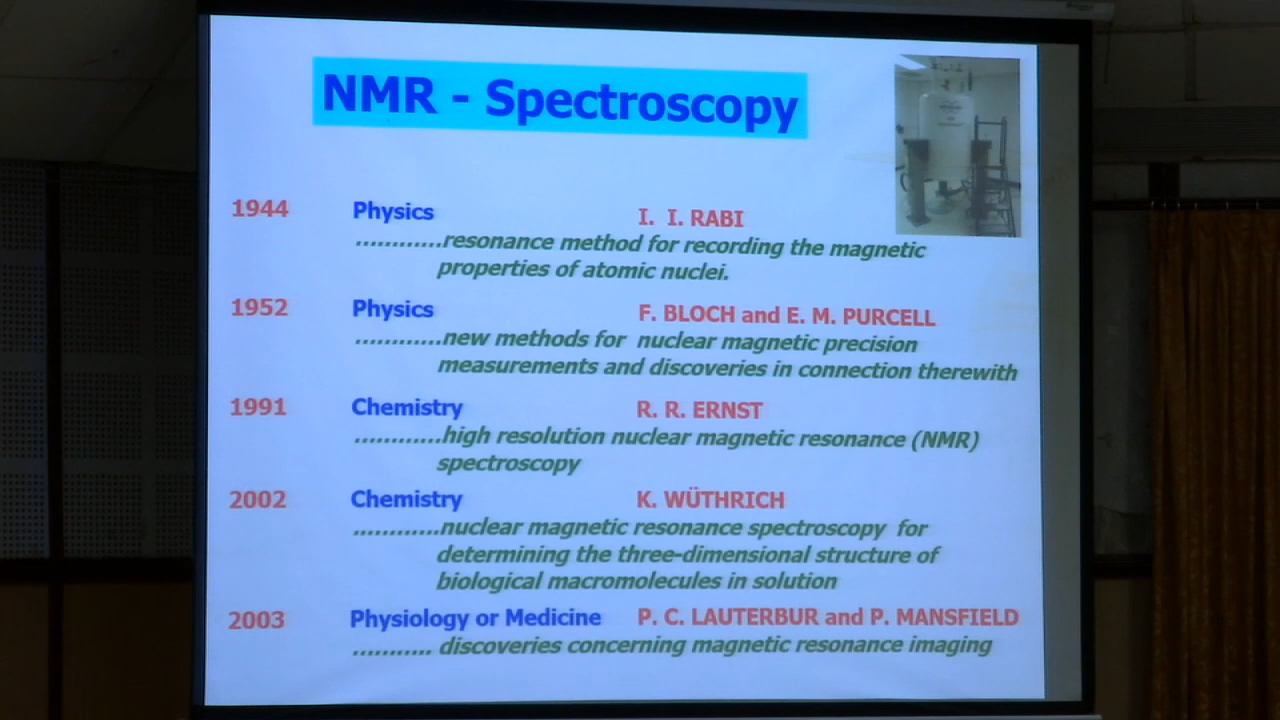 NMR - Spectroscopy
1944 Physics I. I. RABI
............resonance method for recording the magnetic
properties of atomic nuclei.
1952 Physics F. BLOCH and E. M. PURCELL
............new methods for nuclear magnetic precision
measurements and discoveries in connection therewith
1991 Chemistry R. R. ERNST
............high resolution nuclear magnetic resonance (NMR)
spectroscopy
2002 Chemistry K. WÜTHRICH
............nuclear magnetic resonance spectroscopy for
determining the three-dimensional structure of
biological macromolecules in solution
2003 Physiology or Medicine P. C. LAUTERBUR and P. MANSFIELD
........... discoveries concerning magnetic resonance imaging